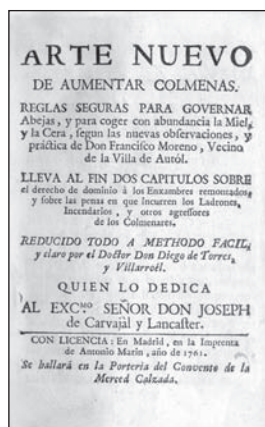 ARTE NUEVO
DE AUMENTAR COLMENAS.
REGLAS SEGURAS PARA GOVERNAR
Abejas, y para coger con abundancia la Miel,
y la Cera, segun las nuevas observaciones, y
práctica de Don Francisco Moreno, Vecino
de la Villa de Autól.
LLEVA AL FIN DOS CAPITULOS SOBRE
el derecho de dominio à los Enxambres remontados,
y sobre las penas en que incurren los Ladrones,
Incendarios, y otros agressores
de los Colmenares.
REDUCIDO TODO A METHODO FACIL,
y claro por el Doctor Don Diego de Torres,
y Villarroèl.
QUIEN LO DEDICA
AL EXC.MO SEÑOR DON JOSEPH
de Carvajàl y Lancaster.
CON LICENCIA: En Madrid, en la Imprenta
de Antonio Marin, año de 1761.
Se hallará en la Porteria del Convento de la
Merced Calzada.